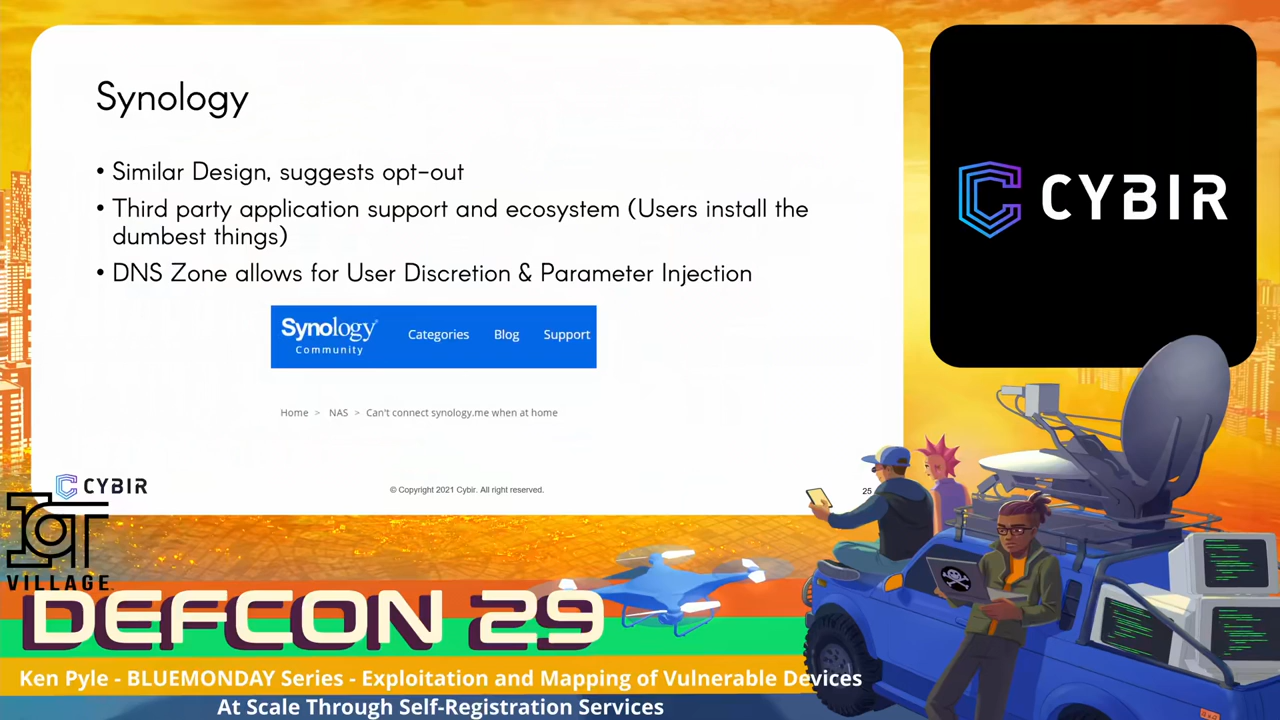 Synology
• Similar Design, suggests opt-out
• Third party application support and ecosystem (Users install the
dumbest things)
• DNS Zone allows for User Discretion & Parameter Injection
Synology®
Community
Categories
Blog
Support
Home > NAS > Can't connect synology.me when at home
CYBIR
© Copyright 2021 Cybir. All right reserved.
25
CYBIR
IOT
VILLAGE
DEFCON 29
Ken Pyle - BLUEMONDAY Series - Exploitation and Mapping of Vulnerable Devices
At Scale Through Self-Registration Services